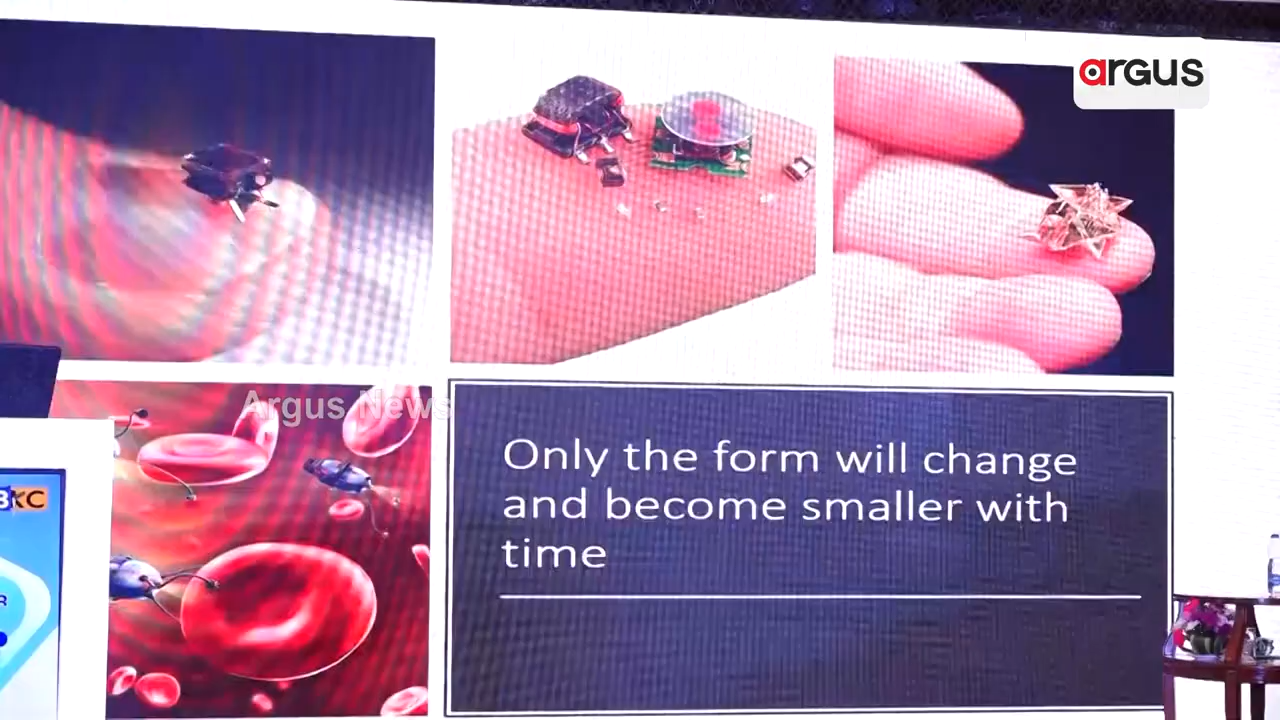 argus
Argus News
Only the form will change
and become smaller with
time
KC
R